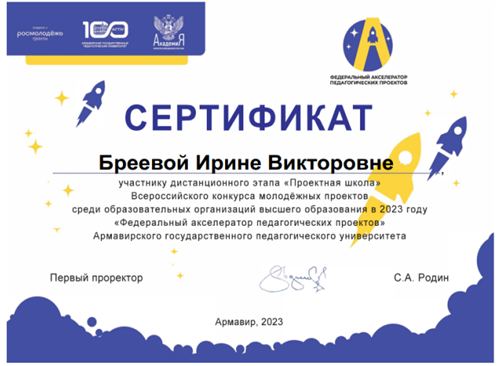 росмолодёжь
гранты
100
АГПУ
АКАДЕМИЯ
ФЕДЕРАЛЬНЫЙ АКСЕЛЕРАТОР
ПЕДАГОГИЧЕСКИХ ПРОЕКТОВ
СЕРТИФИКАТ
Бреевой Ирине Викторовне,
участнику дистанционного этапа «Проектная школа»
Всероссийского конкурса молодёжных проектов
среди образовательных организаций высшего образования в 2023 году
«Федеральный акселератор педагогических проектов»
Армавирского государственного педагогического университета
Первый проректор
С.А. Родин
Армавир, 2023